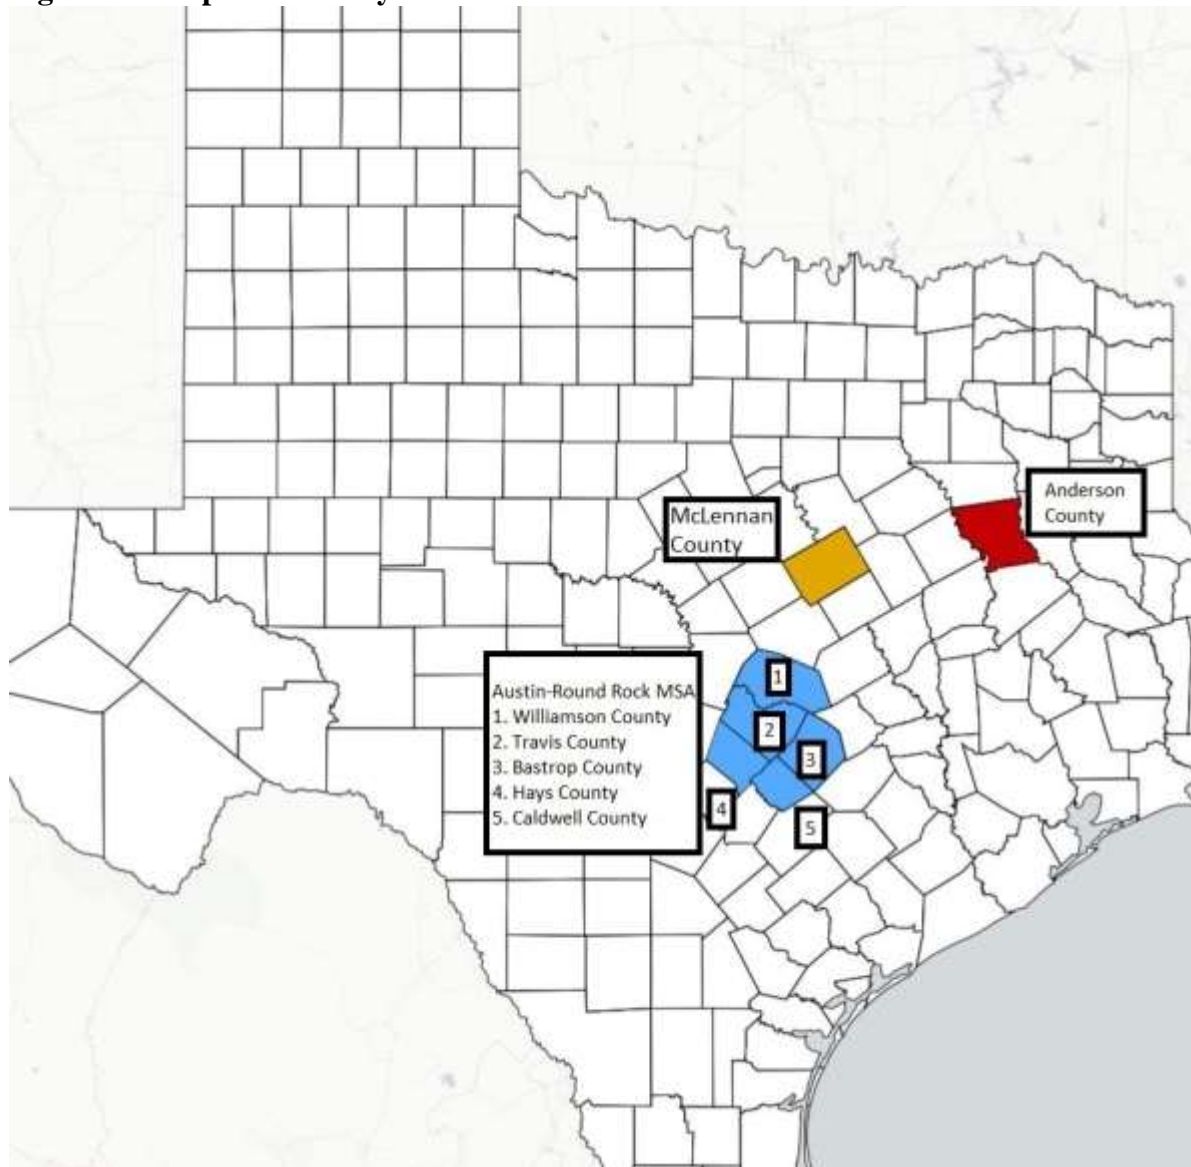 McLennan
County
Anderson
County
Austin-Round Rock MSA
1. Williamson County
2. Travis County
3. Bastrop County
4. Hays County
5. Caldwell County
1
2
3
4
5